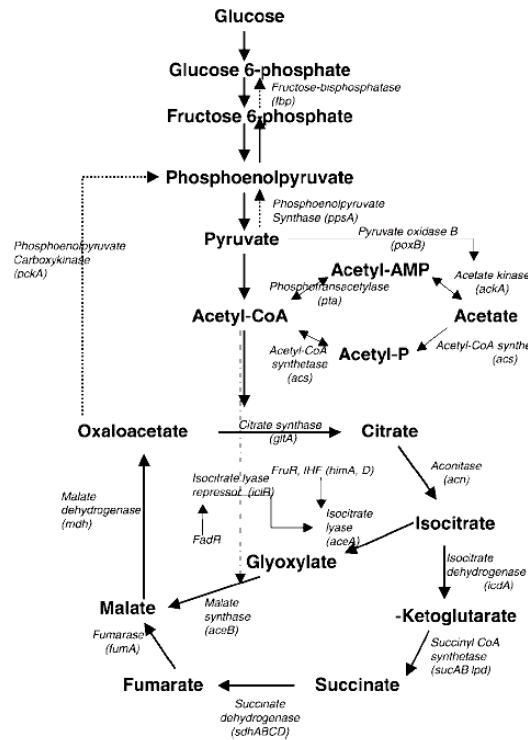 Glucose
Glucose 6-phosphate
Fructose-bisphosphatase
(fbp)
Fructose 6-phosphate
Phosphoenolpyruvate
Phosphoenolpyruvate
Synthase (ppsA)
Pyruvate
Pyruvate oxidase B
(poxB)
Phosphoenolpyruvate
Carboxykinase
(pckA)
Acetyl-AMP
Acetate kinase
(ackA)
Phosphotransacetylase
(pta)
Acetyl-CoA
Acetate
Acetyl-CoA
synthetase
(acs)
Acetyl-P
Acetyl-CoA synthe
(acs)
Oxaloacetate
Citrate synthase
(gltA)
Citrate
Aconitase
(acn)
Isocitrate lyase
repressor (iclR)
FruR, IHF (himA, D)
Malate
dehydrogenase
(mdh)
FadR
Isocitrate
lyase
(aceA)
Isocitrate
Glyoxylate
Isocitrate
dehydrogenase
(icdA)
Malate
Malate
synthase
(aceB)
-Ketoglutarate
Fumarase
(fumA)
Succinyl CoA
synthetase
(sucAB lpd)
Fumarate
Succinate
Succinate
dehydrogenase
(sdhABCD)